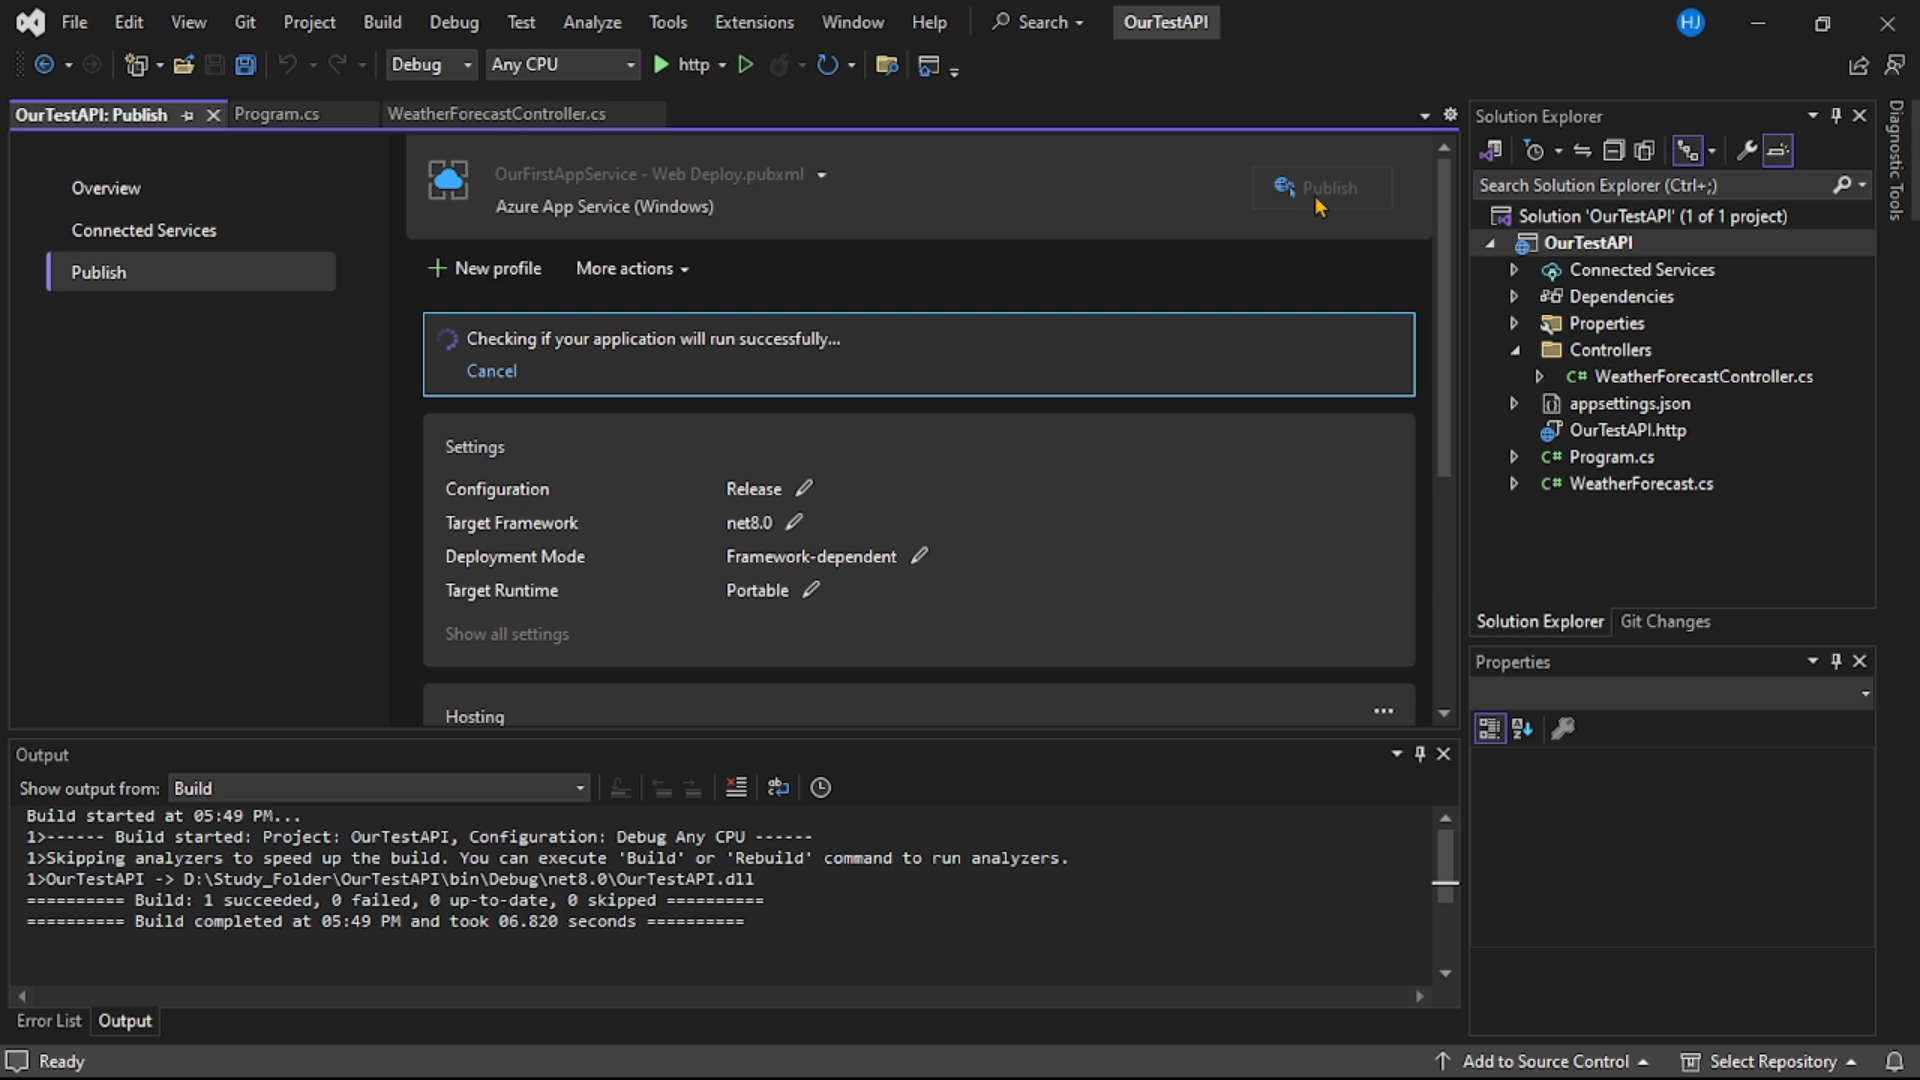 File Edit View Git Project Build Debug Test Analyze Tools Extensions Window Help Search OurTestAPI HJ
Debug Any CPU http
OurTestAPI: Publish Program.cs WeatherForecastController.cs
Overview
Connected Services
Publish
OurFirstAppService - Web Deploy.pubxml
Azure App Service (Windows)
Publish
New profile More actions
Checking if your application will run successfully...
Cancel
Settings
Configuration Release
Target Framework net8.0
Deployment Mode Framework-dependent
Target Runtime Portable
Show all settings
Hosting
Output
Show output from: Build
Build started at 05:49 PM...
1>------ Build started: Project: OurTestAPI, Configuration: Debug Any CPU ------
1>Skipping analyzers to speed up the build. You can execute 'Build' or 'Rebuild' command to run analyzers.
1>OurTestAPI -> D:\Study_Folder\OurTestAPI\bin\Debug\net8.0\OurTestAPI.dll
========== Build: 1 succeeded, 0 failed, 0 up-to-date, 0 skipped ==========
========== Build completed at 05:49 PM and took 06.820 seconds ==========
Error List Output
Solution Explorer
Search Solution Explorer (Ctrl+;)
Solution 'OurTestAPI' (1 of 1 project)
OurTestAPI
Connected Services
Dependencies
Properties
Controllers
C# WeatherForecastController.cs
appsettings.json
OurTestAPI.http
C# Program.cs
C# WeatherForecast.cs
Solution Explorer Git Changes
Properties
Diagnostic Tools
Ready Add to Source Control Select Repository